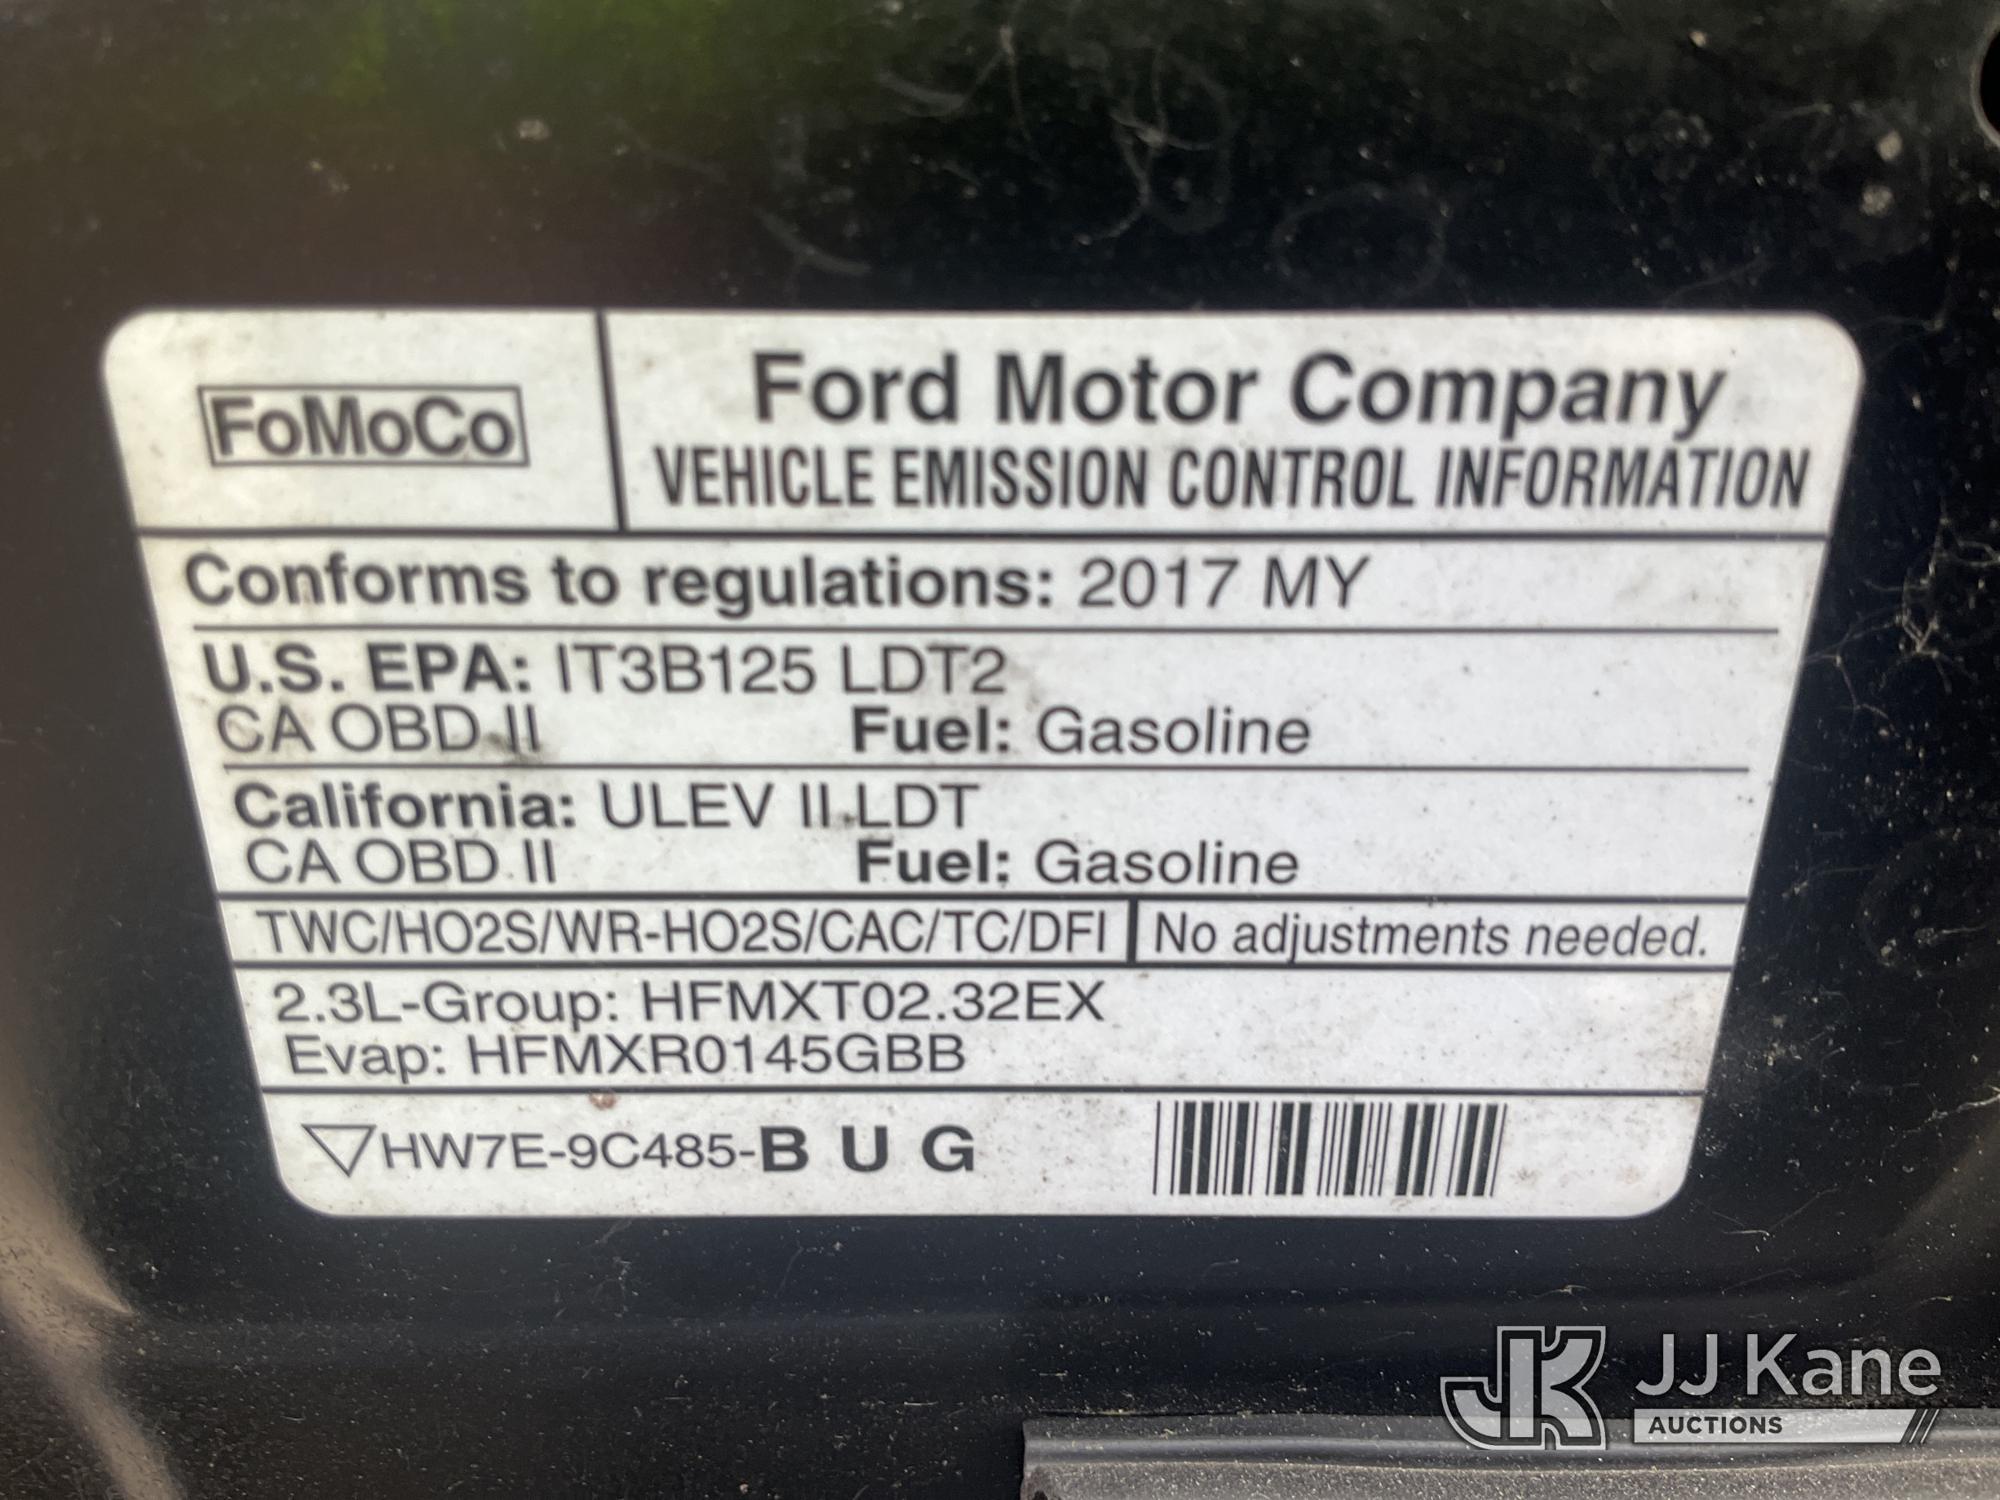 FoMoCo
Ford Motor Company
VEHICLE EMISSION CONTROL INFORMATION
Conforms to regulations: 2017 MY
U.S. EPA: IT3B125 LDT2
CA OBD II Fuel: Gasoline
California: ULEV II LDT
CA OBD II Fuel: Gasoline
TWC/HO2S/WR-HO2S/CAC/TC/DFI No adjustments needed.
2.3L-Group: HFMXT02.32EX
Evap: HFMXR0145GBB
HW7E-9C485-B U G
JK JJ Kane
AUCTIONS